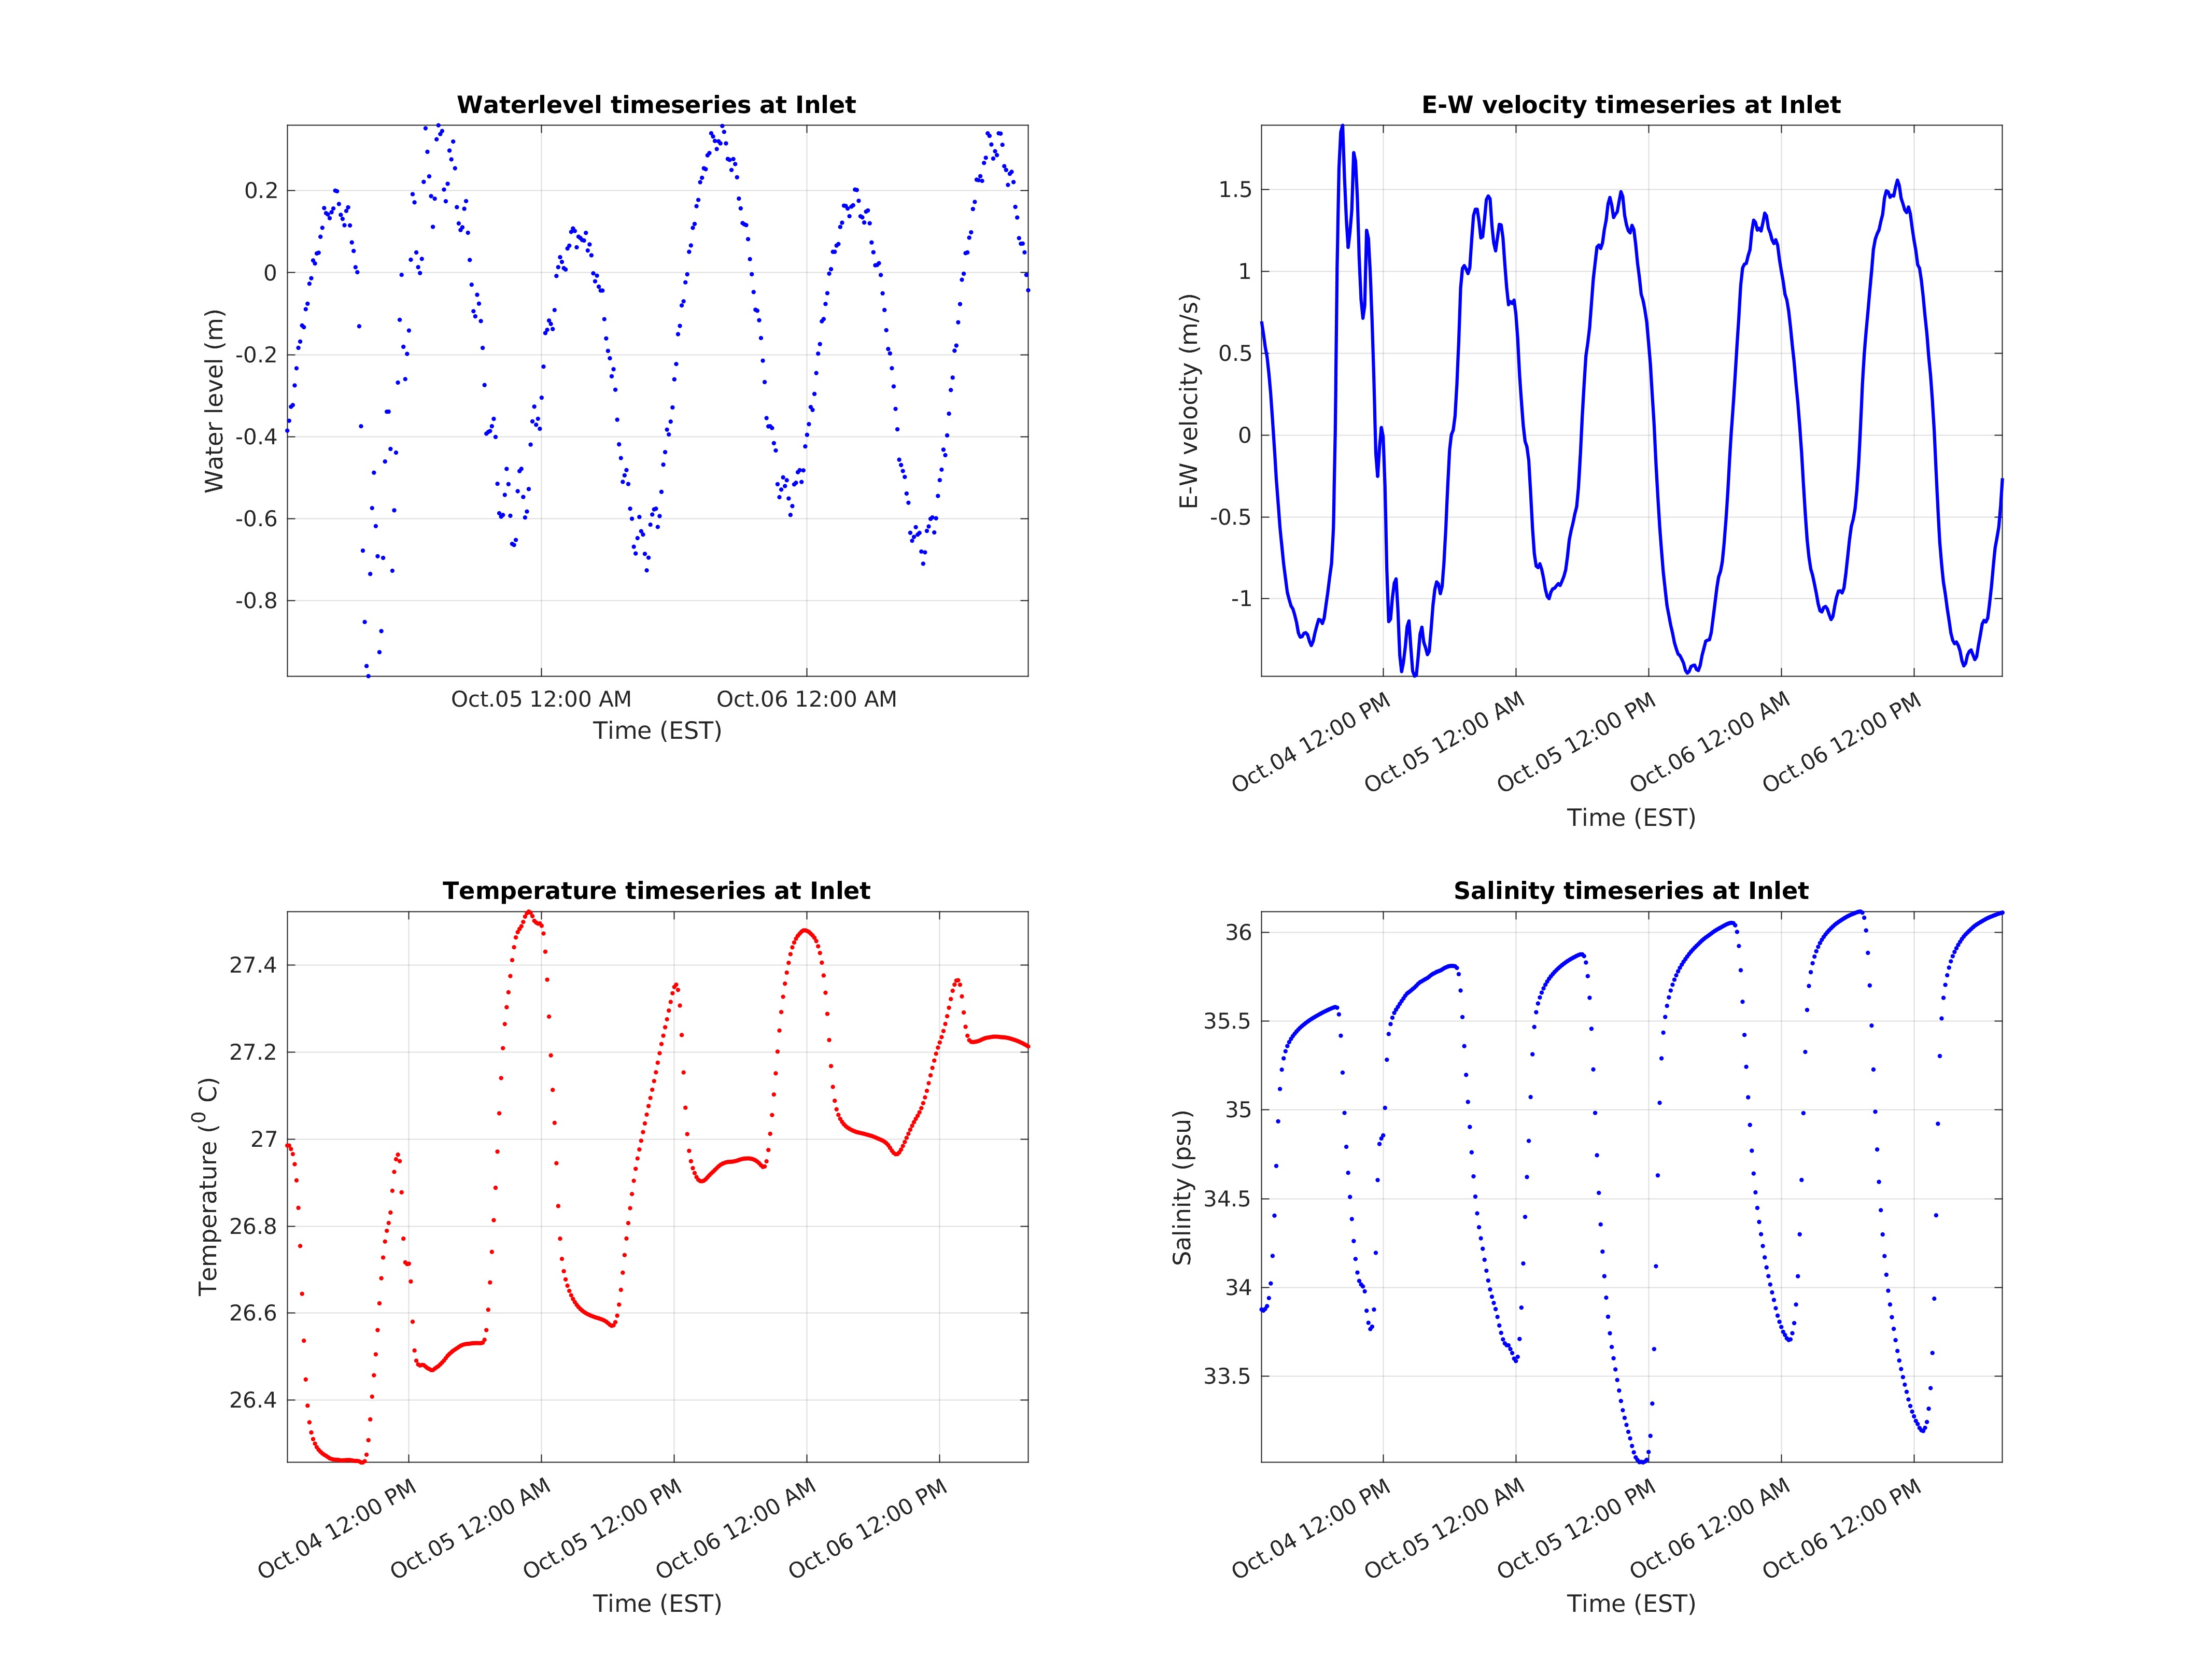 Waterlevel timeseries at Inlet
0.2
0
-0.2
-0.4
-0.6
-0.8
Water level (m)
Oct.05 12:00 AM
Oct.06 12:00 AM
Time (EST)
E-W velocity timeseries at Inlet
1.5
1
0.5
0
-0.5
-1
E-W velocity (m/s)
Oct.04 12:00 PM
Oct.05 12:00 AM
Oct.05 12:00 PM
Oct.06 12:00 AM
Oct.06 12:00 PM
Time (EST)
Temperature timeseries at Inlet
27.4
27.2
27
26.8
26.6
26.4
Temperature (⁰ C)
Oct.04 12:00 PM
Oct.05 12:00 AM
Oct.05 12:00 PM
Oct.06 12:00 AM
Oct.06 12:00 PM
Time (EST)
Salinity timeseries at Inlet
36
35.5
35
34.5
34
33.5
Salinity (psu)
Oct.04 12:00 PM
Oct.05 12:00 AM
Oct.05 12:00 PM
Oct.06 12:00 AM
Oct.06 12:00 PM
Time (EST)